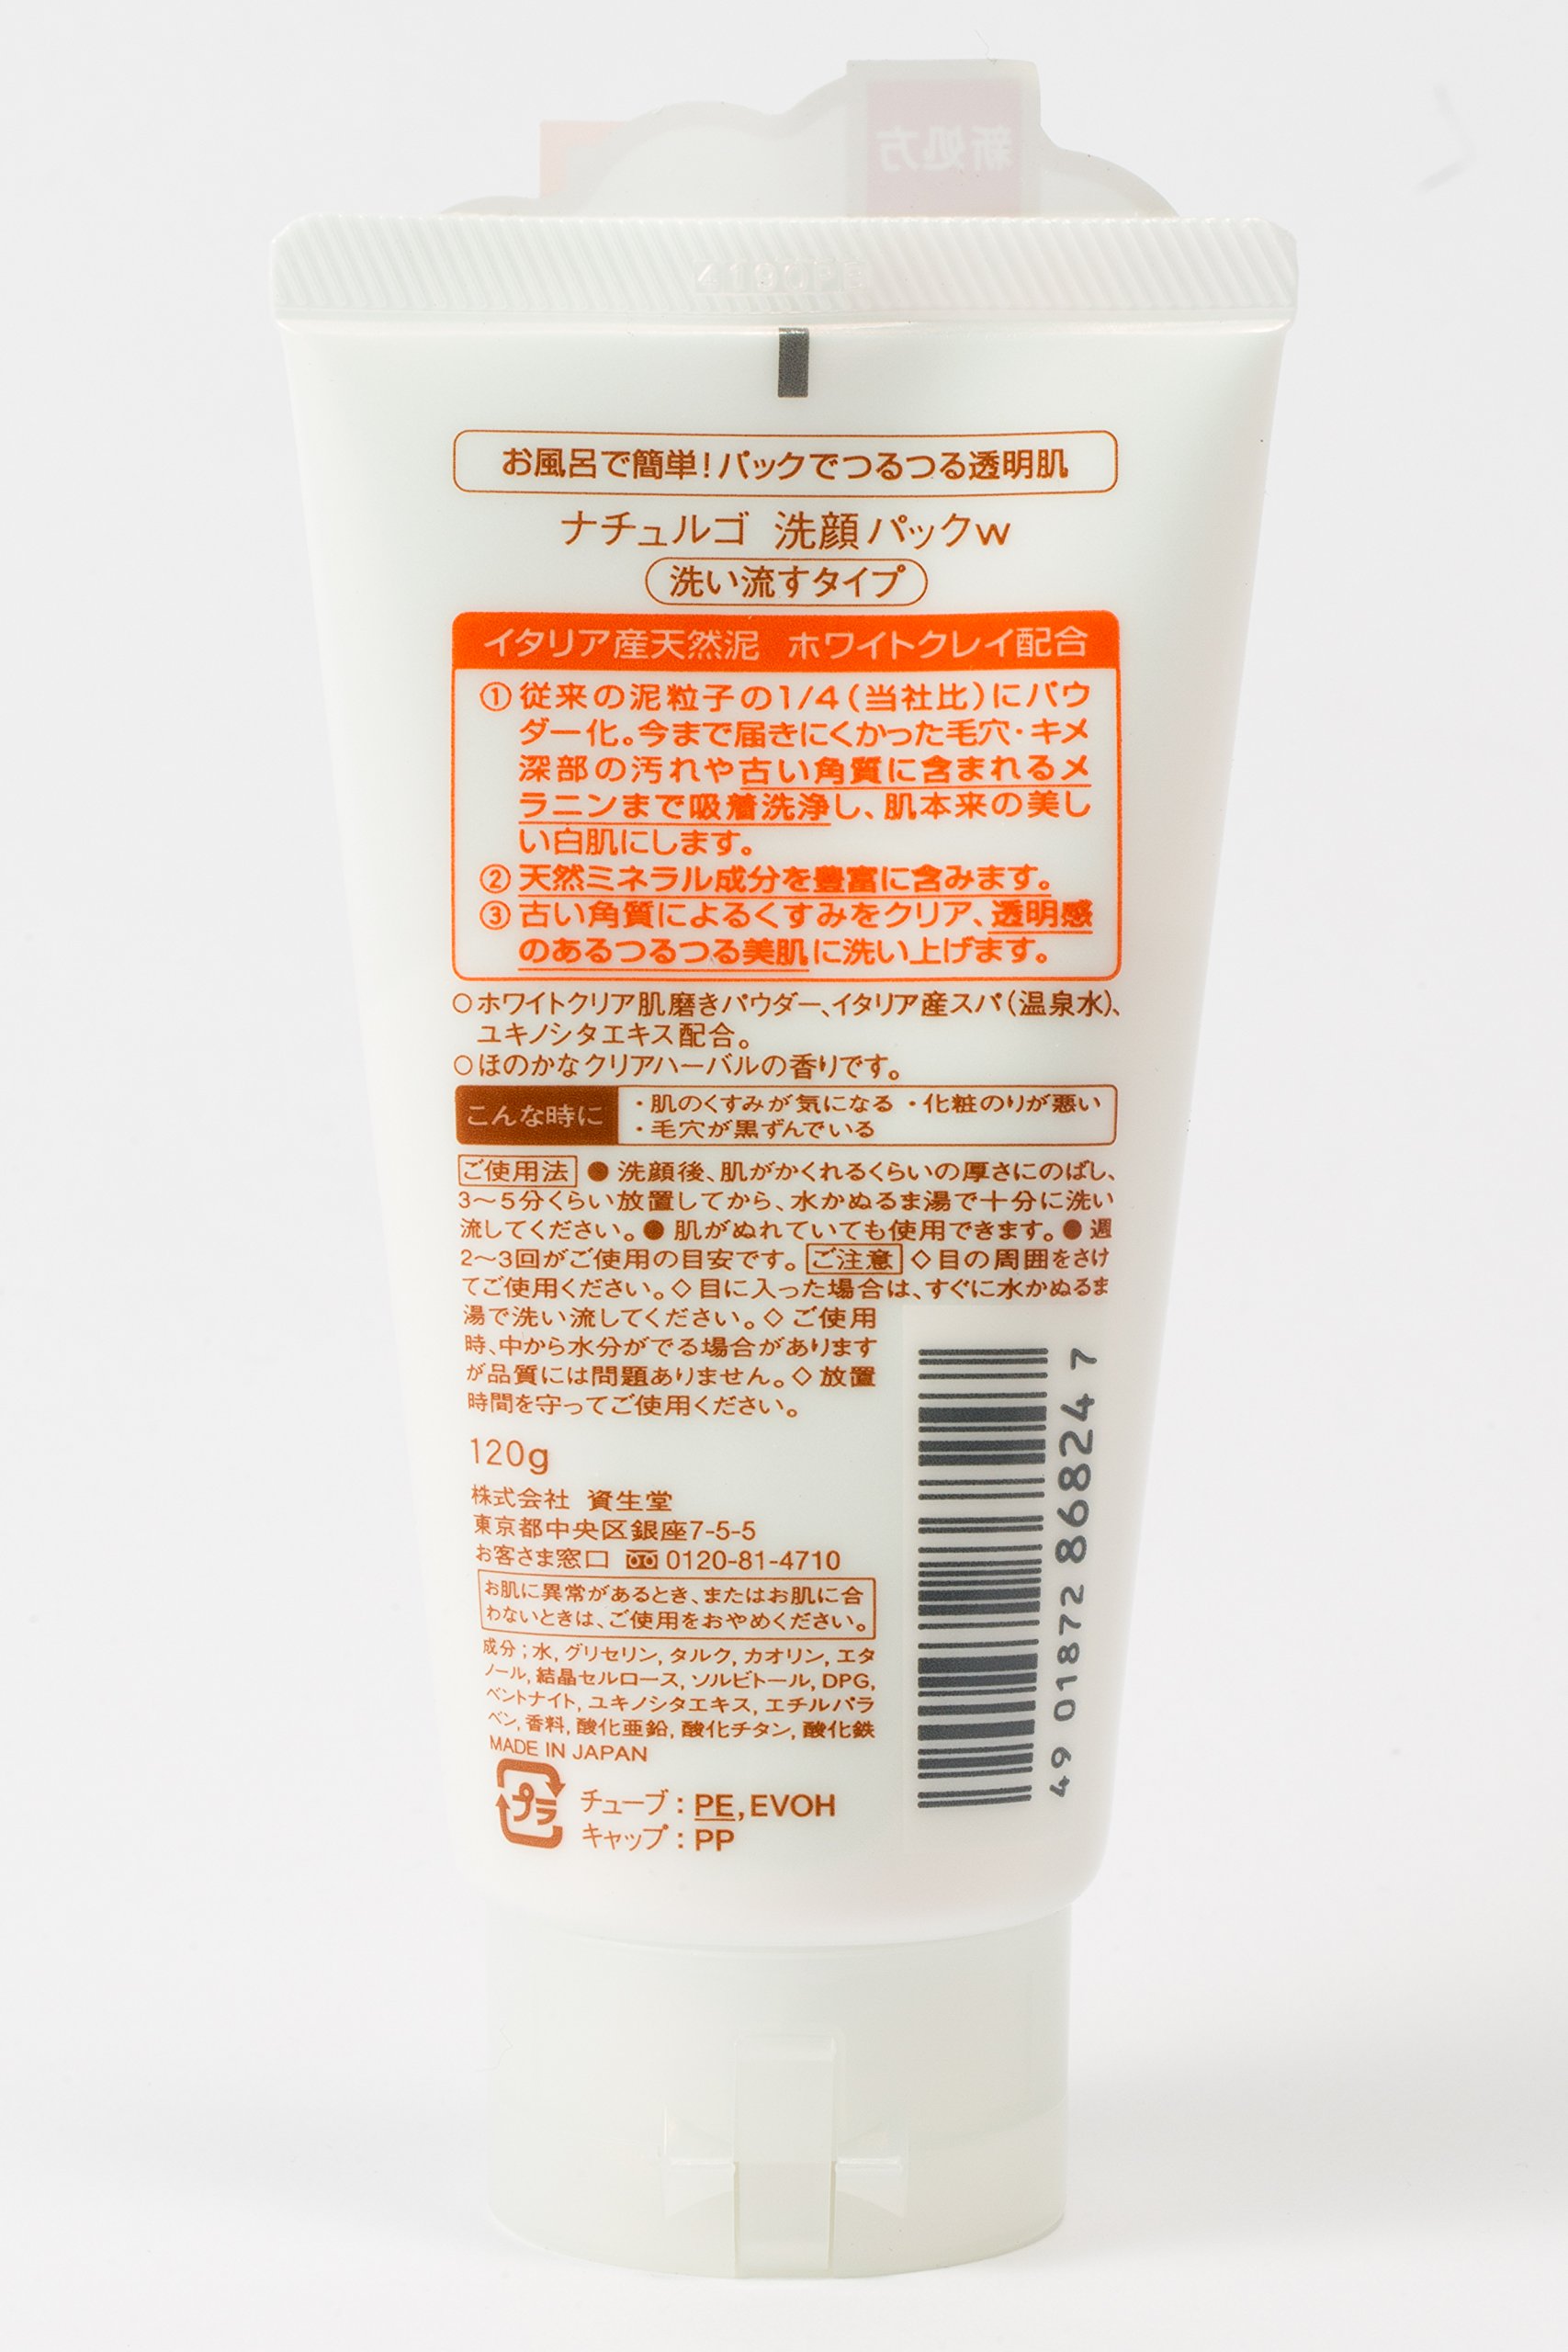 新処方
4190PE
お風呂で簡単!パックでつるつる透明肌
ナチュルゴ 洗顔パックw
洗い流すタイプ
イタリア産天然泥 ホワイトクレイ配合
①従来の泥粒子の1/4(当社比)にパウ
ダー化。今まで届きにくかった毛穴・キメ
深部の汚れや古い角質に含まれるメ
ラニンまで吸着洗浄し、肌本来の美し
い白肌にします。
②天然ミネラル成分を豊富に含みます。
③古い角質によるくすみをクリア、透明感
のあるつるつる美肌に洗い上げます。
○ホワイトクリア肌磨きパウダー、イタリア産スパ(温泉水)、
ユキノシタエキス配合。
○ほのかなクリアハーバルの香りです。
こんな時に ・肌のくすみが気になる ・化粧のりが悪い
・毛穴が黒ずんでいる
ご使用法 ●洗顔後、肌がかくれるくらいの厚さにのばし、
3〜5分くらい放置してから、水かぬるま湯で十分に洗い
流してください。●肌がぬれていても使用できます。●週
2〜3回がご使用の目安です。ご注意 ◇目の周囲をさけ
てご使用ください。◇目に入った場合は、すぐに水かぬるま
湯で洗い流してください。◇ご使用
時、中から水分がでる場合があります
が品質には問題ありません。◇放置
時間を守ってご使用ください。
120g
株式会社 資生堂
東京都中央区銀座7-5-5
お客さま窓口 0120-81-4710
お肌に異常があるとき、またはお肌に合
わないときは、ご使用をおやめください。
成分;水, グリセリン, タルク, カオリン, エタ
ノール, 結晶セルロース, ソルビトール, DPG,
ベントナイト, ユキノシタエキス, エチルパラ
ベン, 香料, 酸化亜鉛, 酸化チタン, 酸化鉄
MADE IN JAPAN
プラ
チューブ:PE,EVOH
キャップ:PP
49 01872 86824 7